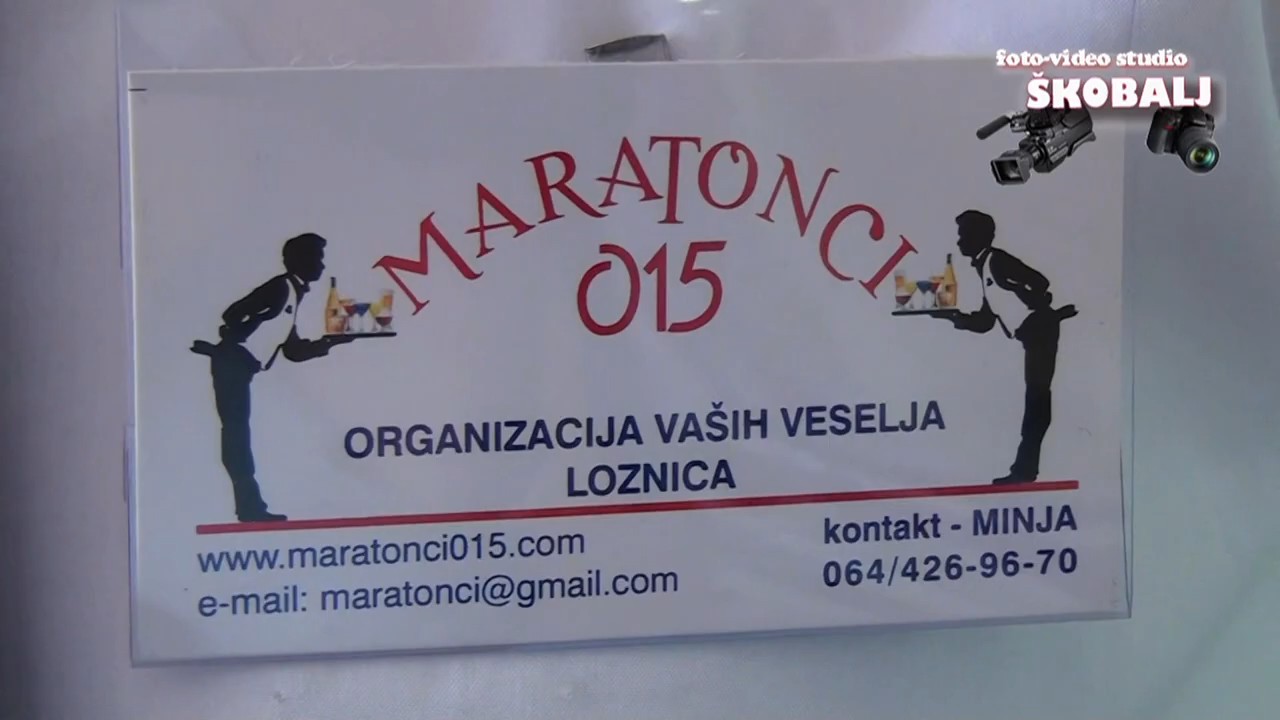 foto-video studio
ŠKOBALJ
MARATONCI
015
ORGANIZACIJA VAŠIH VESELJA
LOZNICA
www.maratonci015.com
e-mail: maratonci@gmail.com
kontakt - MINJA
064/426-96-70